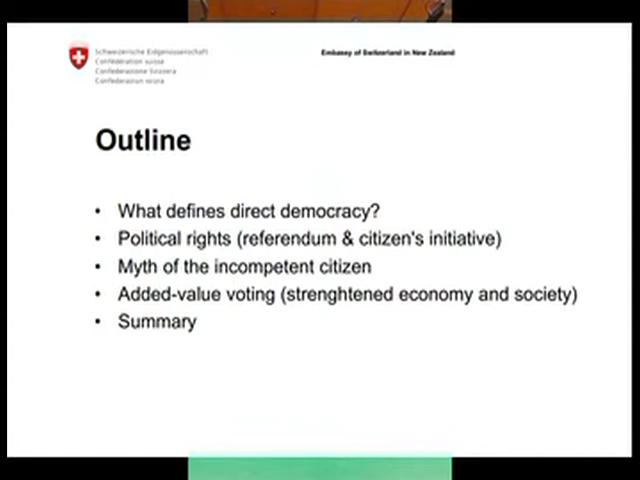 Schweizerische Eidgenossenschaft
Confédération suisse
Confederazione Svizzera
Confederaziun svizra
Embassy of Switzerland in New Zealand
Outline
• What defines direct democracy?
• Political rights (referendum & citizen's initiative)
• Myth of the incompetent citizen
• Added-value voting (strenghtened economy and society)
• Summary